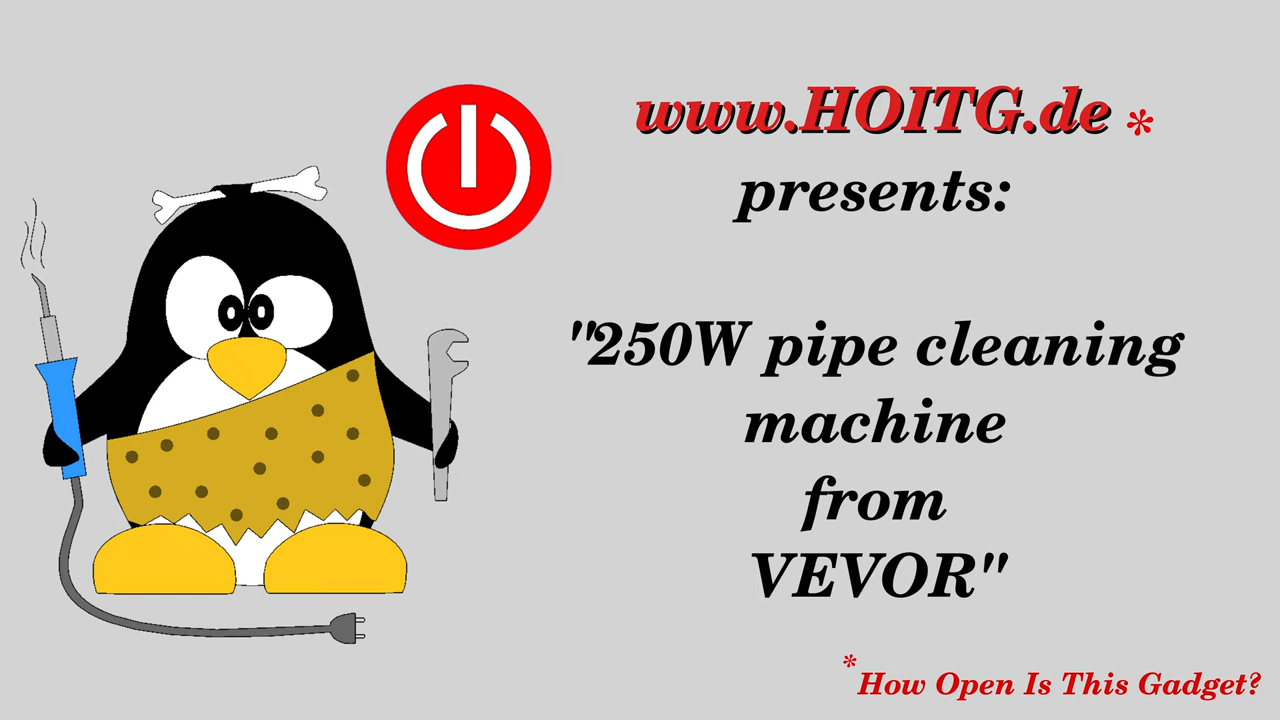 www.HOITG.de *
presents:
"250W pipe cleaning
machine
from
VEVOR"
*How Open Is This Gadget?